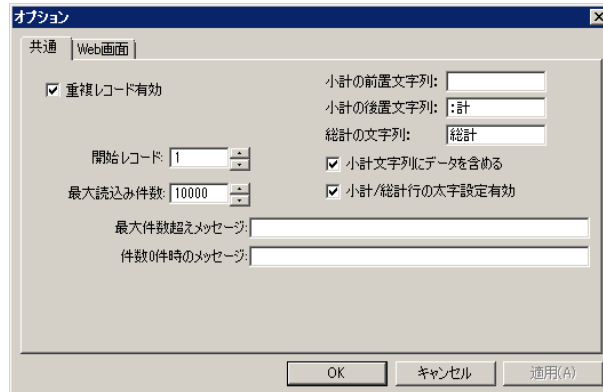 オプション
共通 Web画面
重複レコード有効
小計の前置文字列:
小計の後置文字列: :計
総計の文字列: 総計
開始レコード: 1
小計文字列にデータを含める
最大読込み件数: 10000
小計/総計行の太字設定有効
最大件数超えメッセージ:
件数0件時のメッセージ:
OK キャンセル 適用(A)